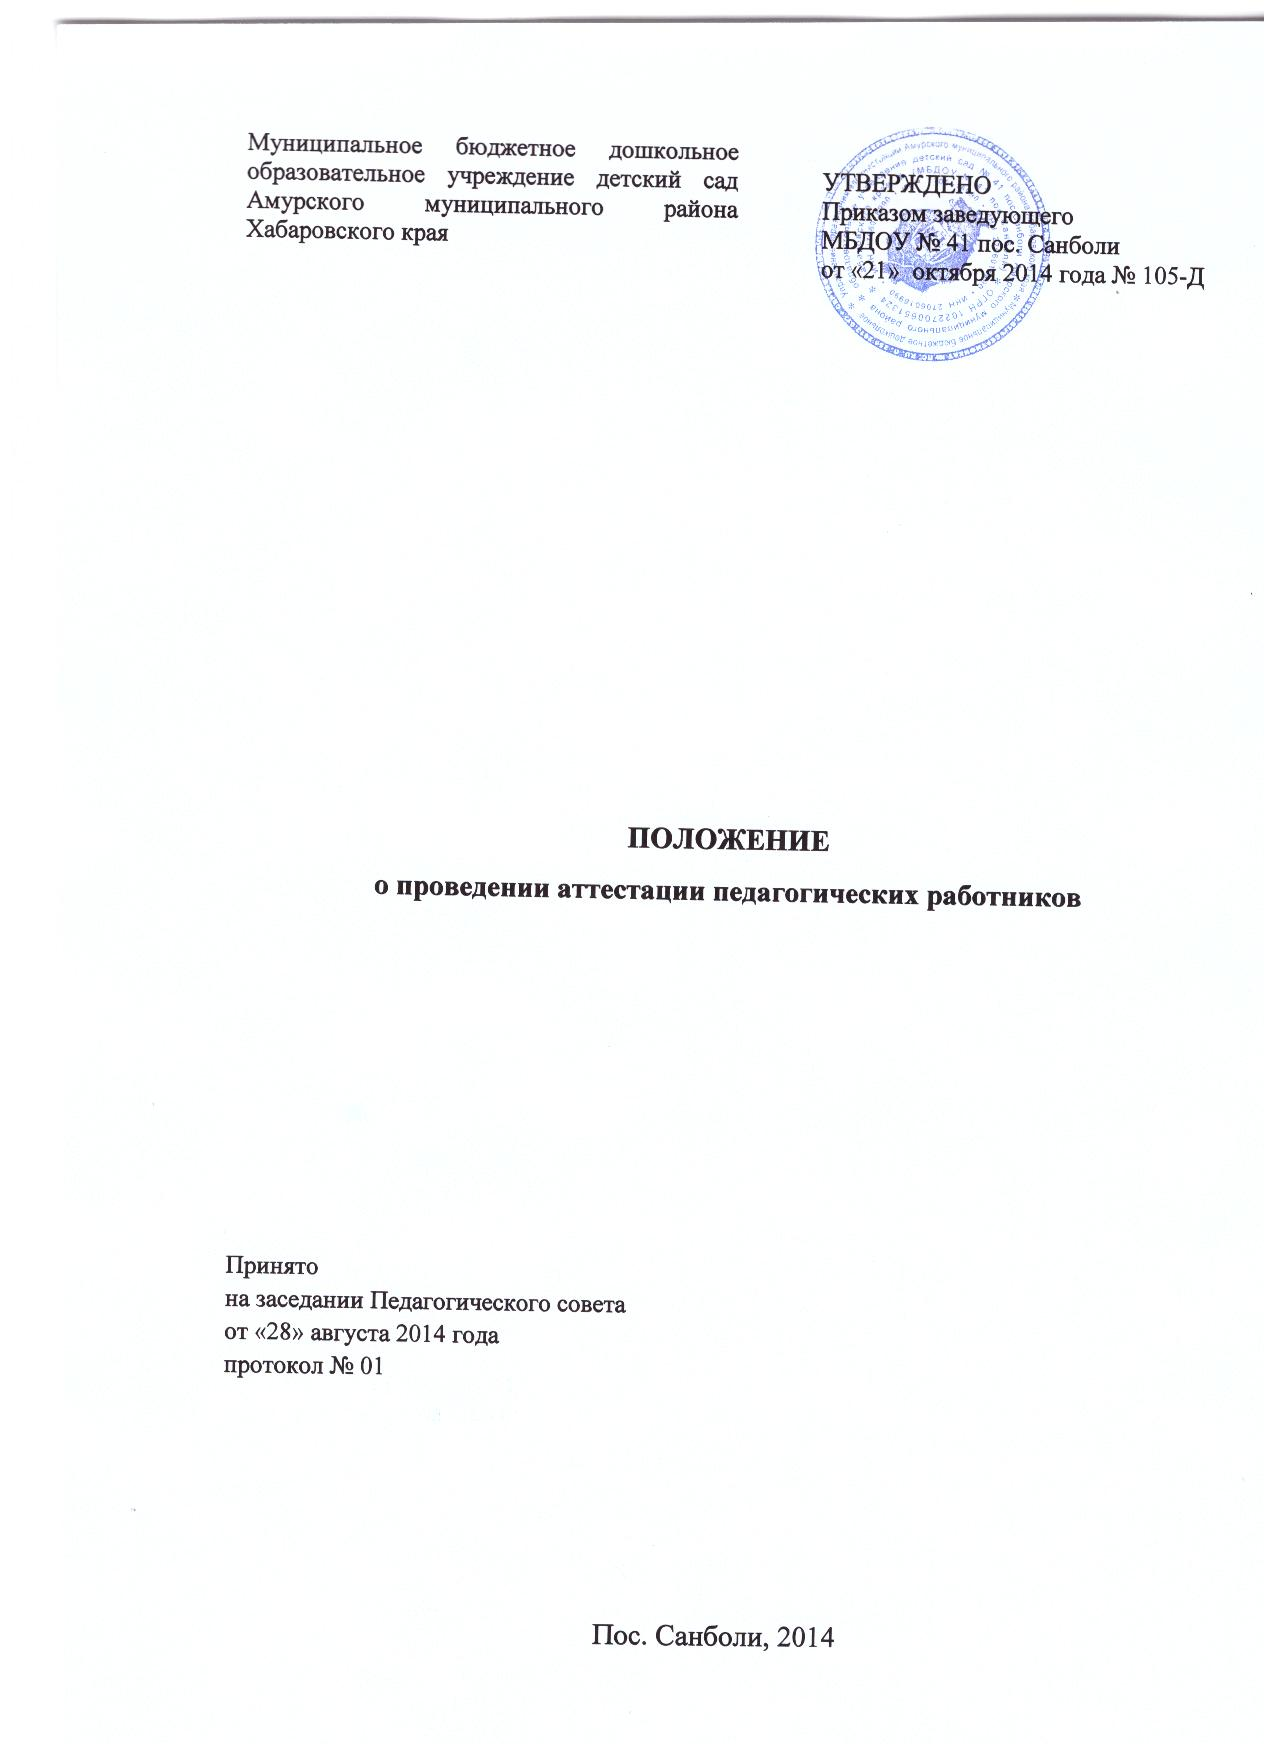 Муниципальное бюджетное дошкольное
образовательное учреждение детский сад
Амурского муниципального района
Хабаровского края
УТВЕРЖДЕНО
Приказом заведующего
МБДОУ № 41 пос. Санболи
от «21» октября 2014 года № 105-Д
ПОЛОЖЕНИЕ
о проведении аттестации педагогических работников
Принято
на заседании Педагогического совета
от «28» августа 2014 года
протокол № 01
Пос. Санболи, 2014